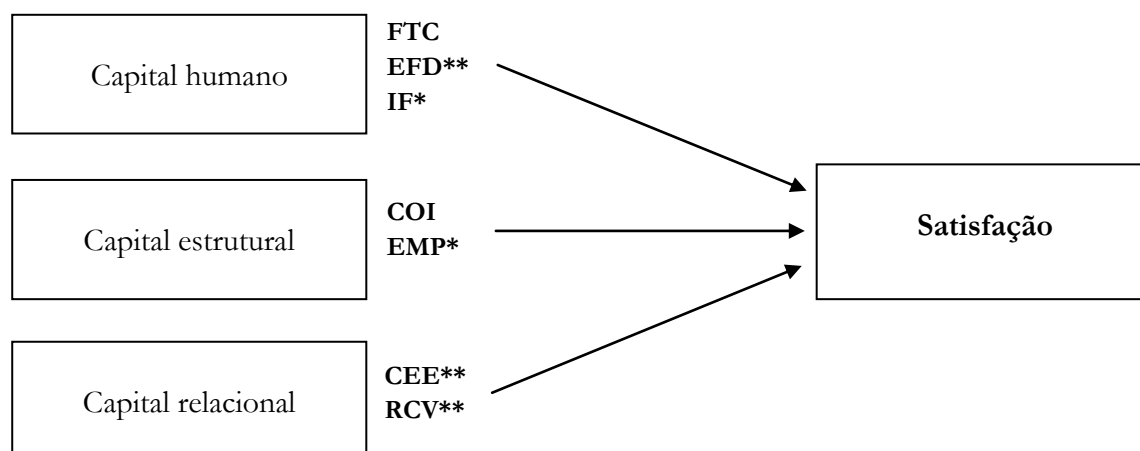 Capital humano
FTC
EFD**
IF*
Capital estrutural
COI
EMP*
Capital relacional
CEE**
RCV**
Satisfação